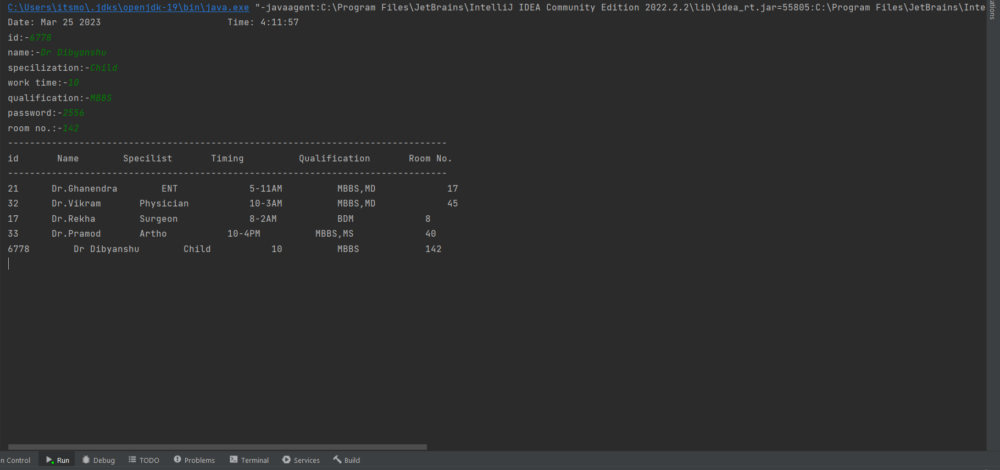 C:\Users\itsmo\.jdks\openjdk-19\bin\java.exe "-javaagent:C:\Program Files\JetBrains\IntelliJ IDEA Community Edition 2022.2.2\lib\idea_rt.jar=55805:C:\Program Files\JetBrains\Inte
Date: Mar 25 2023                       Time: 4:11:57
id:-6778
name:-Dr Dibyanshu
specilization:-Child
work time:-10
qualification:-MBBS
password:-2556
room no.:-142
--------------------------------------------------------------------------------
id       Name        Specilist       Timing          Qualification       Room No.
--------------------------------------------------------------------------------
21      Dr.Ghanendra        ENT             5-11AM          MBBS,MD             17
32      Dr.Vikram       Physician           10-3AM          MBBS,MD             45
17      Dr.Rekha        Surgeon             8-2AM           BDM             8
33      Dr.Pramod       Artho           10-4PM          MBBS,MS             40
6778        Dr Dibyanshu        Child           10          MBBS            142
n Control  Run  Debug  TODO  Problems  Terminal  Services  Build